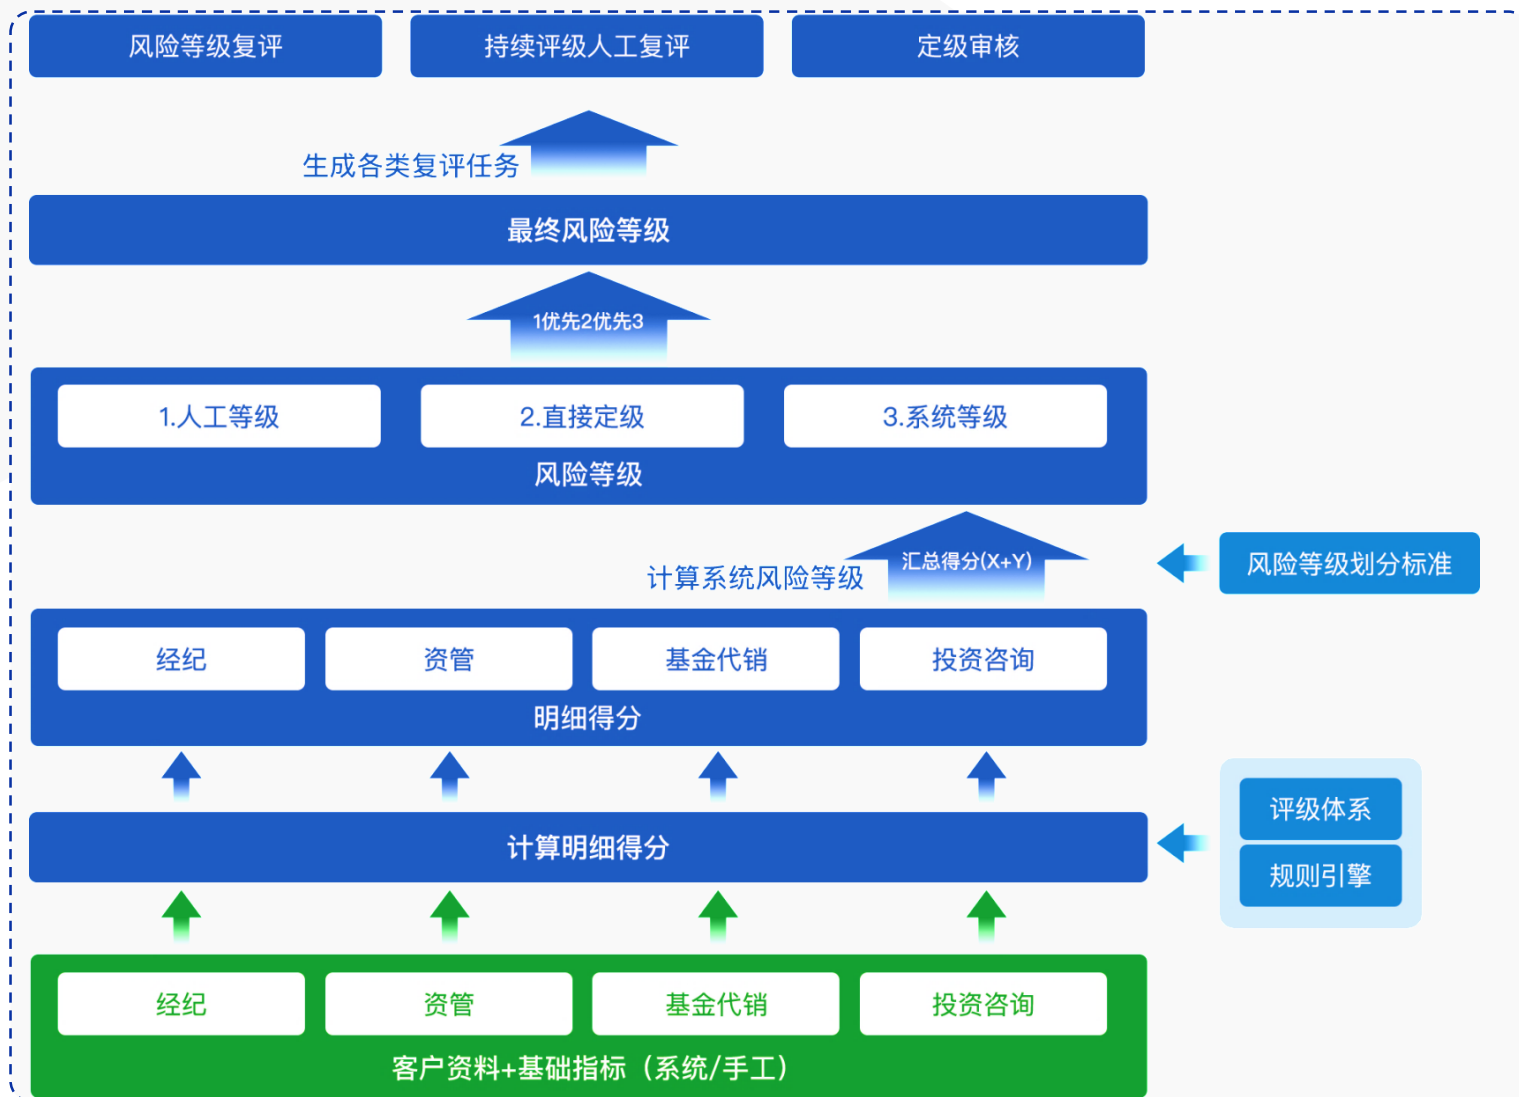 风险等级复评
持续评级人工复评
定级审核
生成各类复评任务
最终风险等级
1优先2优先3
1.人工等级
2.直接定级
3.系统等级
风险等级
计算系统风险等级
汇总得分(X+Y)
风险等级划分标准
经纪
资管
基金代销
投资咨询
明细得分
计算明细得分
评级体系
规则引擎
经纪
资管
基金代销
投资咨询
客户资料+基础指标（系统/手工）